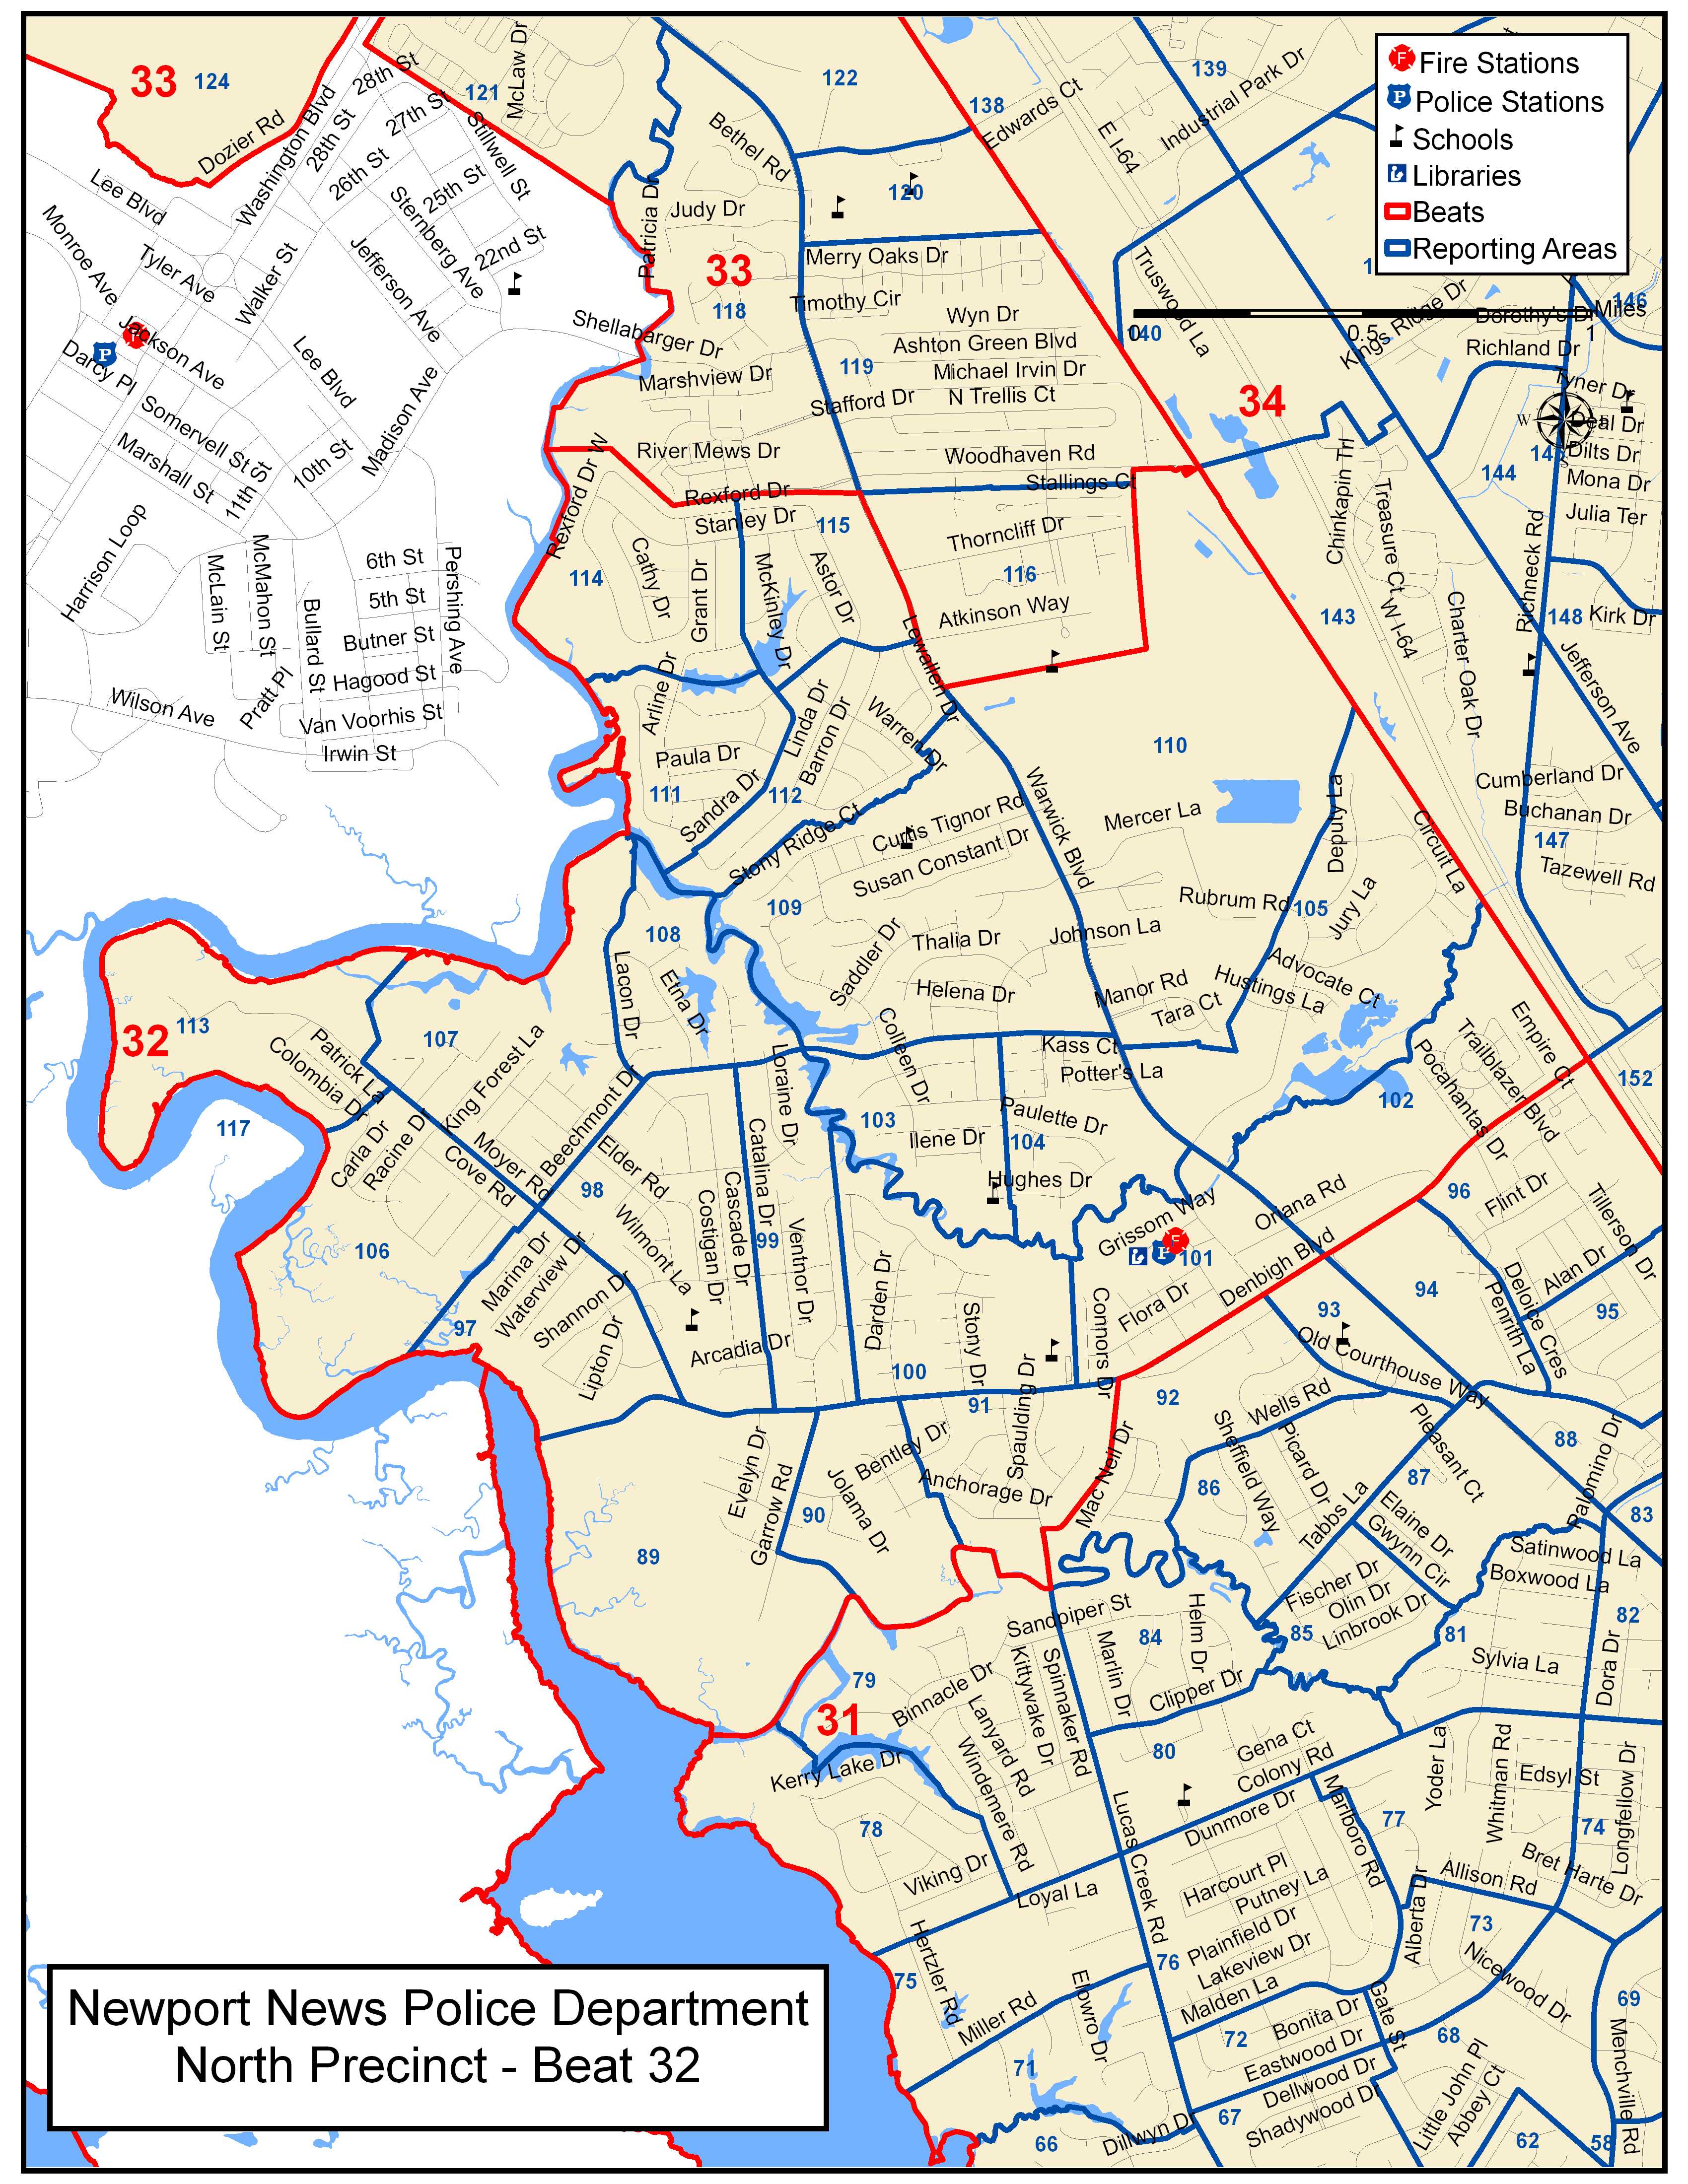 33
124
Dozier Rd
Washington Blvd
28th St
28th St
27th St
26th St
25th St
22nd St
121
McLaw Dr
Stillwell St
Sternberg Ave
Jefferson Ave
Lee Blvd
Monroe Ave
Tyler Ave
Walker St
Jackson Ave
Darcy Pl
Lee Blvd
Somervell St
Marshall St
11th St
10th St
Madison Ave
Harrison Loop
McLain St
McMahon St
Bullard St
Pratt Pl
6th St
5th St
Butner St
Hagood St
Van Voorhis St
Irwin St
Pershing Ave
Wilson Ave
122
138
139
Edwards Ct
E I-64
Industrial Park Dr
Fire Stations
Police Stations
Schools
Libraries
Beats
Reporting Areas
Bethel Rd
120
Patricia Dr
Judy Dr
33
118
Merry Oaks Dr
Timothy Cir
Wyn Dr
Shellabarger Dr
Marshview Dr
119
Ashton Green Blvd
Michael Irvin Dr
N Trellis Ct
Stafford Dr
River Mews Dr
Woodhaven Rd
Stallings Ct
Rexford Dr W
Rexford Dr
Stanley Dr
115
Truswood La
140
0
0.5
1
Kings Ridge Dr
Dorothy's Dr
Miles
146
Richland Dr
Tyner Dr
W
Deal Dr
Dilts Dr
Mona Dr
Julia Ter
34
144
145
Chinkapin Trl
Treasure Ct
W I-64
Richneck Rd
Charter Oak Dr
148
Kirk Dr
Jefferson Ave
143
Thorncliff Dr
116
Atkinson Way
114
Cathy Dr
Grant Dr
McKinley Dr
Astor Dr
Lewallen Dr
Arline Dr
Paula Dr
111
Sandra Dr
Linda Dr
Barron Dr
112
Warren Dr
Stony Ridge Ct
110
Warwick Blvd
Mercer La
Deputy La
Circuit La
Cumberland Dr
Buchanan Dr
147
Tazewell Rd
Curtis Tignor Rd
Susan Constant Dr
Rubrum Rd
105
Jury La
109
108
Lacon Dr
Etna Dr
Saddler Dr
Thalia Dr
Helena Dr
Johnson La
Manor Rd
Tara Ct
Hustings La
Advocate Ct
32
113
107
Patrick La
Colombia Dr
King Forest La
Carla Dr
Racine Dr
117
Moyer Rd
Cove Rd
Beechmont Dr
Elder Rd
98
106
Loraine Dr
Colleen Dr
Kass Ct
Potter's La
103
Ilene Dr
104
Paulette Dr
Hughes Dr
102
Pocahantas Dr
Trailblazer Blvd
Empire Ct
152
Catalina Dr
Cascade Dr
Costigan Dr
99
Ventnor Dr
Wilmont La
Marina Dr
Waterview Dr
Shannon Dr
97
Lipton Dr
Arcadia Dr
Darden Dr
100
Stony Dr
Spaulding Dr
Connors Dr
Grissom Way
101
Oriana Rd
Denbigh Blvd
Flora Dr
96
Flint Dr
Tillerson Dr
94
Deloice Cres
Penrith La
Alan Dr
95
93
Old Courthouse Way
91
92
Wells Rd
Mac Neil Dr
Sheffield Way
Picard Dr
86
Pleasant Ct
87
Palomino Dr
88
83
Evelyn Dr
Garrow Rd
90
Jolama Dr
Bentley Dr
Anchorage Dr
89
Tabbs La
Elaine Dr
Gwynn Cir
Satinwood La
Boxwood La
Fischer Dr
Olin Dr
Linbrook Dr
85
81
82
Sylvia La
Dora Dr
Sandpiper St
84
Helm Dr
Marlin Dr
Clipper Dr
79
31
Binnacle Dr
Kittywake Dr
Spinnaker Rd
Lanyard Rd
Windemere Rd
Kerry Lake Dr
78
Viking Dr
Loyal La
80
Gena Ct
Colony Rd
Dunmore Dr
Marlboro Rd
77
Yoder La
Whitman Rd
Edsyl St
Longfellow Dr
74
Bret Harte Dr
Allison Rd
Harcourt Pl
Putney La
Plainfield Dr
Lakeview Dr
Malden La
76
Lucas Creek Rd
Alberta Dr
73
Nicewood Dr
69
75
Hertzler Rd
Miller Rd
Elowro Dr
71
66
Dillwyn Dr
72
Bonita Dr
Eastwood Dr
Dellwood Dr
Shadywood Dr
67
Gate St
68
Little John Pl
Abbey Ct
62
58
Menchville Rd
Newport News Police Department
North Precinct - Beat 32